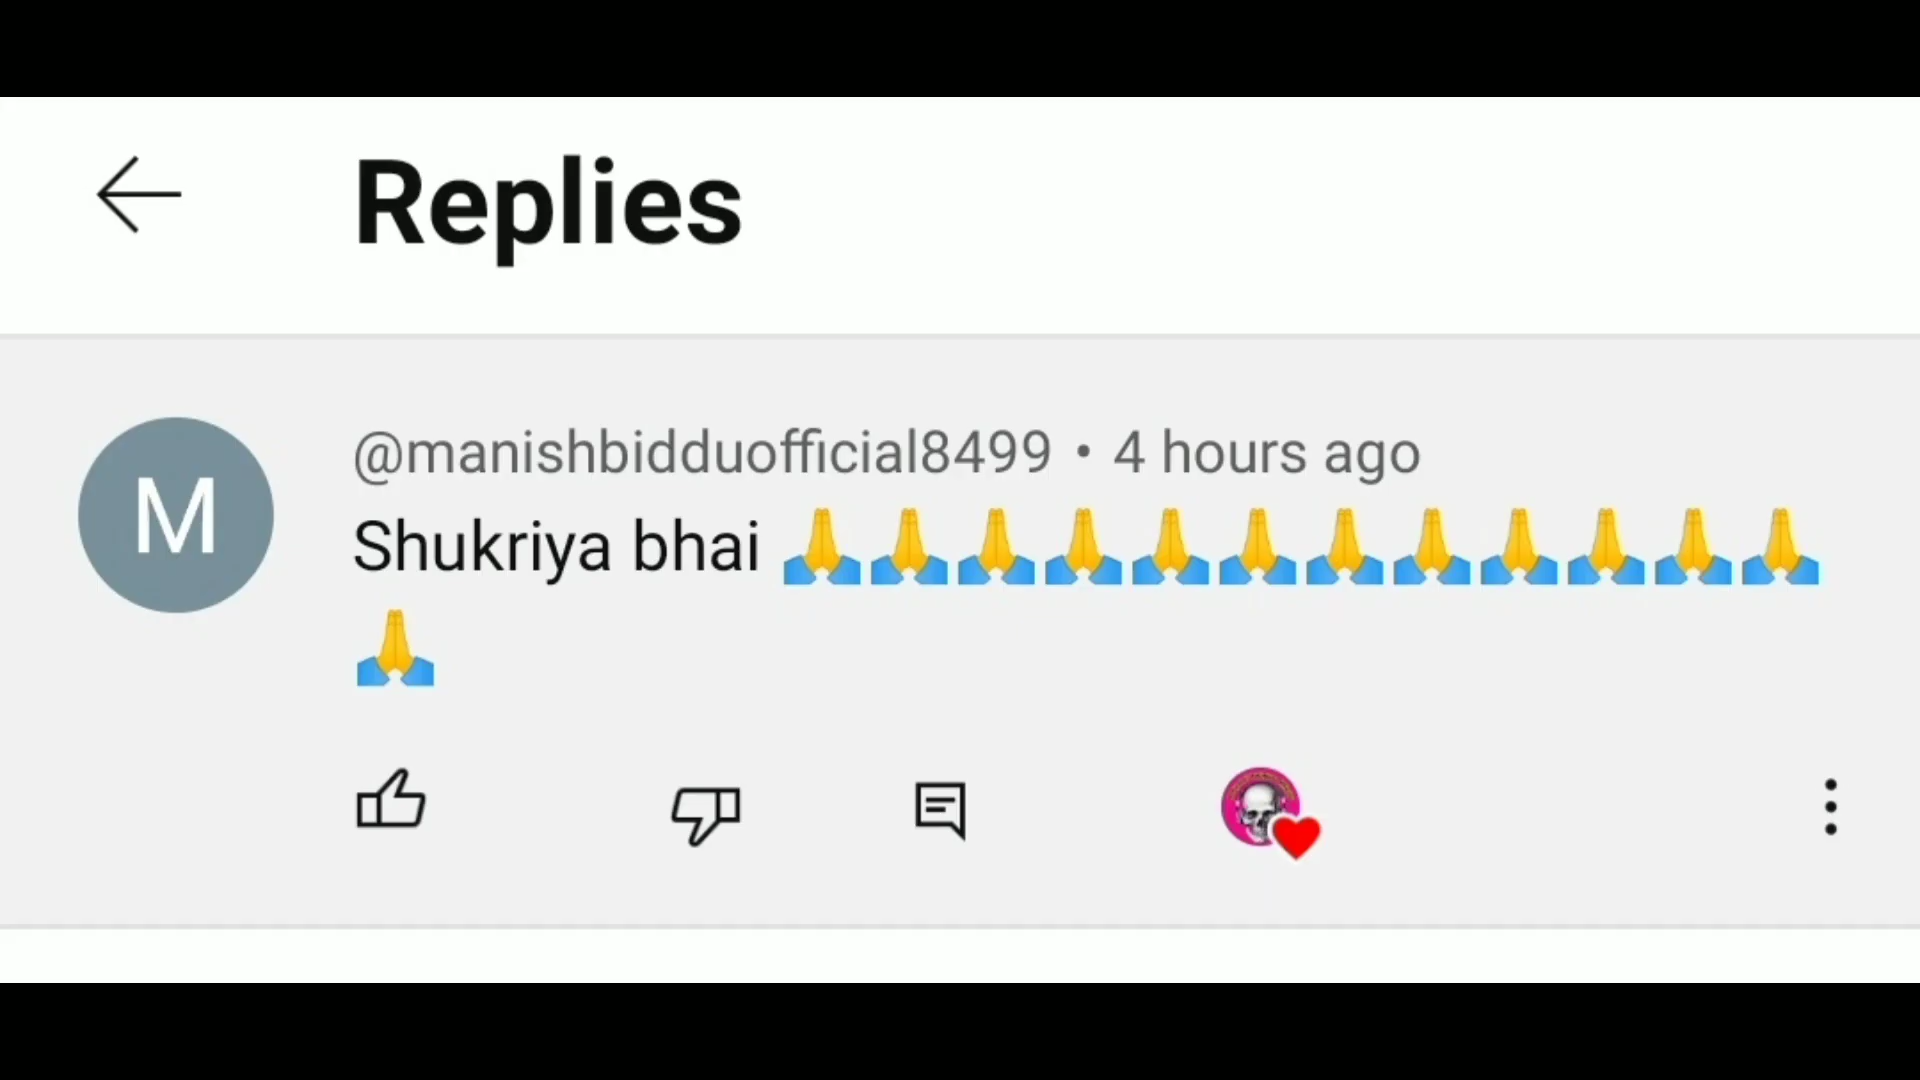 Replies
M
@manishbidduofficial8499 • 4 hours ago
Shukriya bhai 🙏🙏🙏🙏🙏🙏🙏🙏🙏🙏🙏🙏
🙏